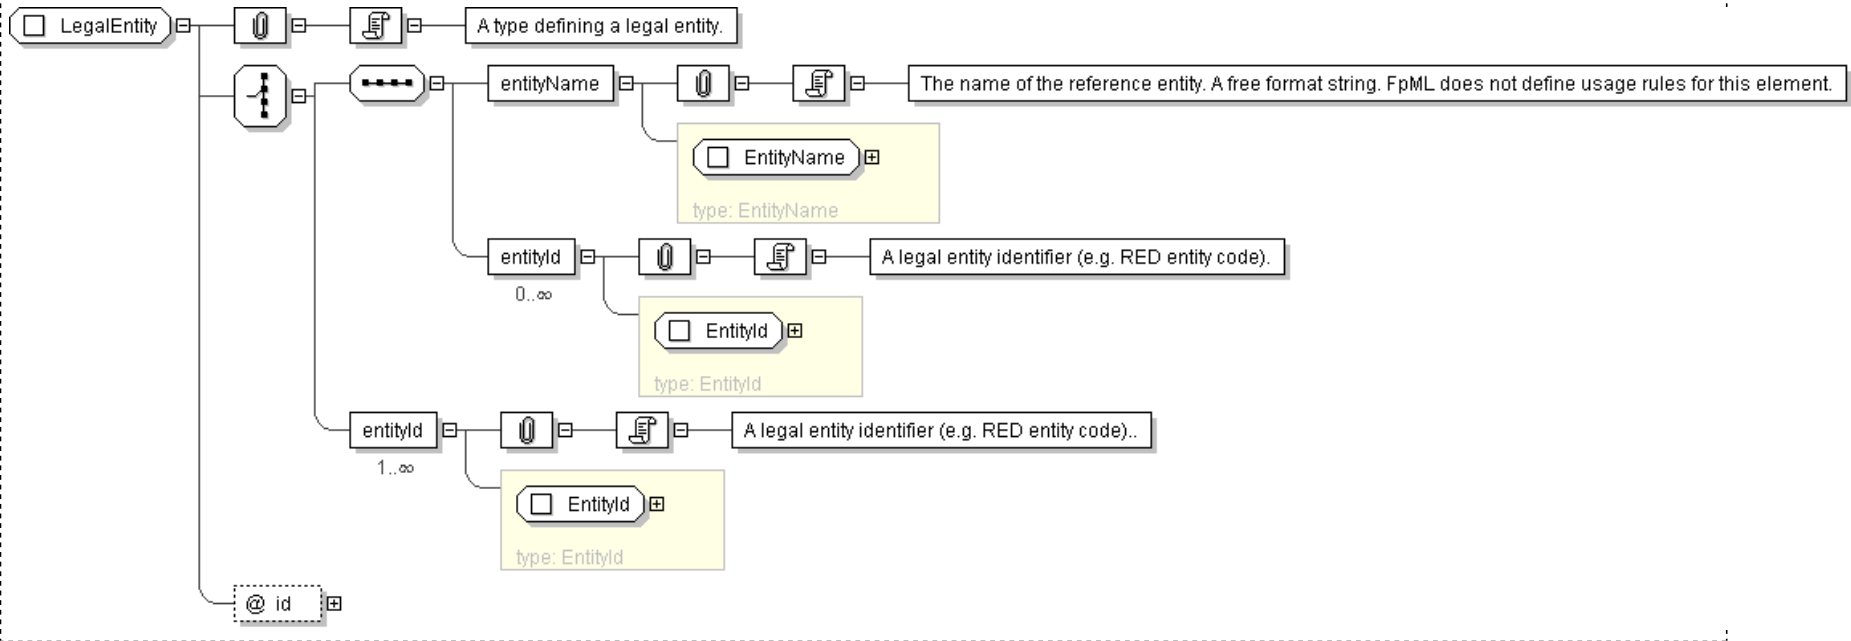 LegalEntity
A type defining a legal entity.
entityName
The name of the reference entity. A free format string. FpML does not define usage rules for this element.
EntityName
type: EntityName
entityId
A legal entity identifier (e.g. RED entity code).
0..∞
EntityId
type: EntityId
entityId
A legal entity identifier (e.g. RED entity code)..
1..∞
EntityId
type: EntityId
@ id